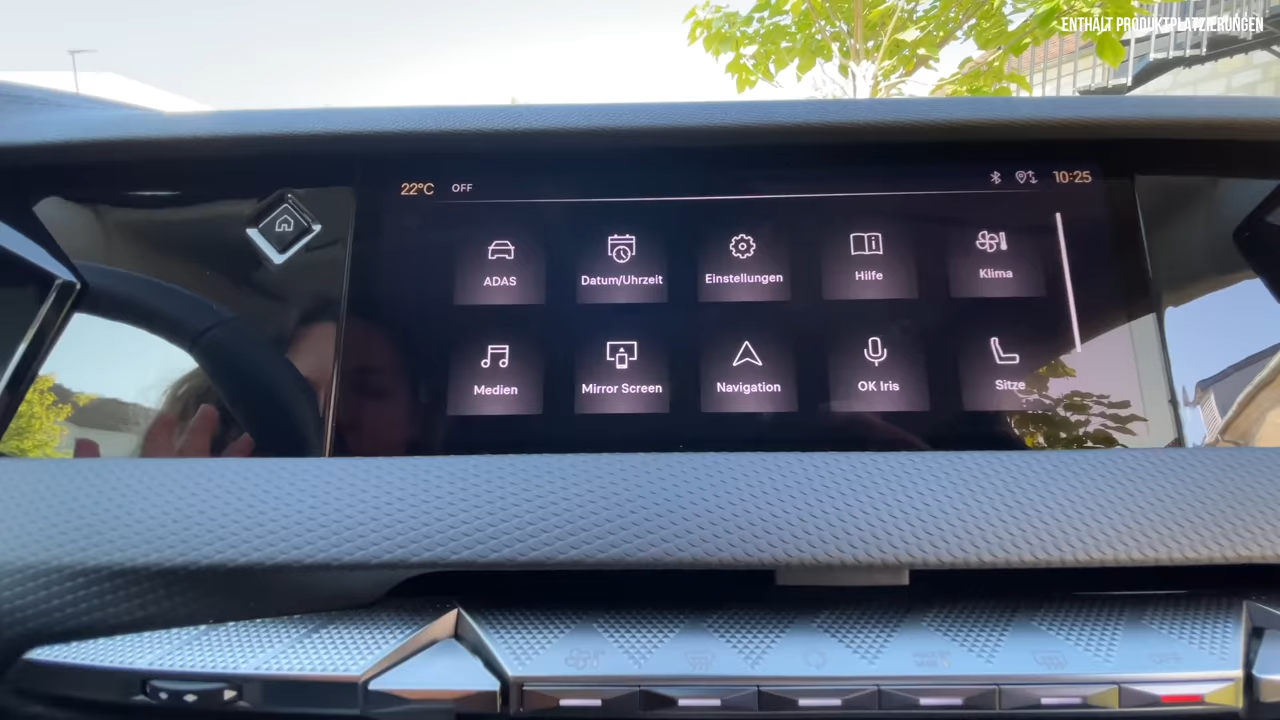 ENTHÄLT PRODUKTPLATZIERUNGEN
22°C OFF 10:25
ADAS Datum/Uhrzeit Einstellungen Hilfe Klima
Medien Mirror Screen Navigation OK Iris Sitze